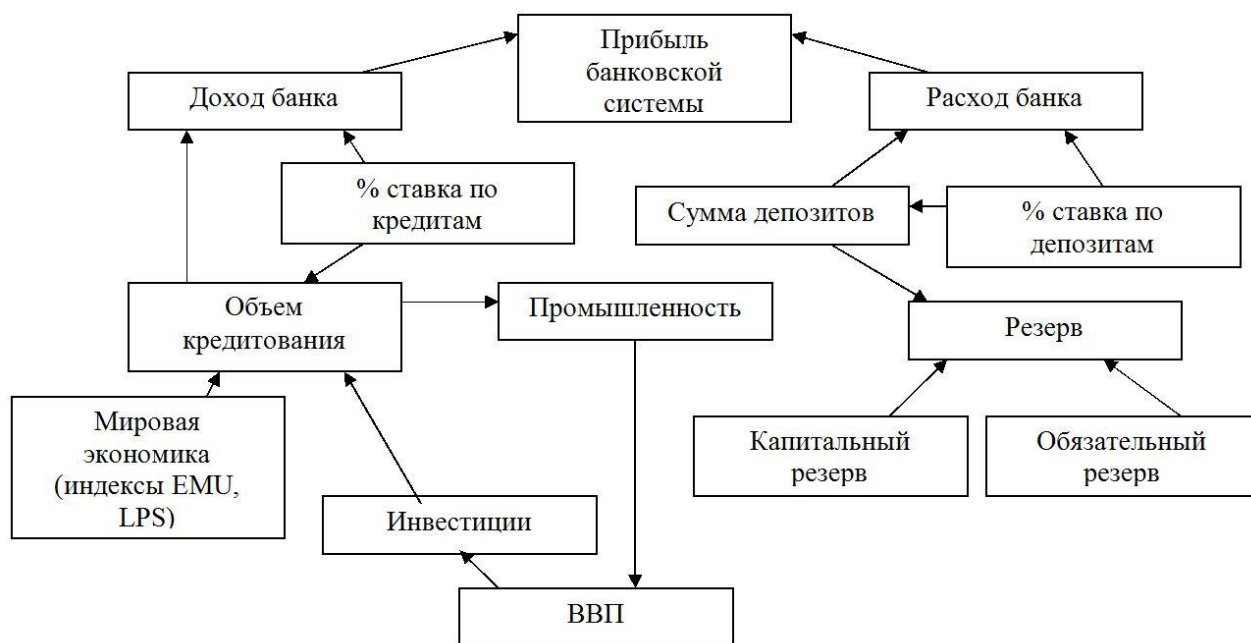 Прибыль
банковской
системы
Доход банка
Расход банка
% ставка по
кредитам
Сумма депозитов
% ставка по
депозитам
Объем
кредитования
Промышленность
Резерв
Мировая
экономика
(индексы EMU,
LPS)
Капитальный
резерв
Обязательный
резерв
Инвестиции
ВВП